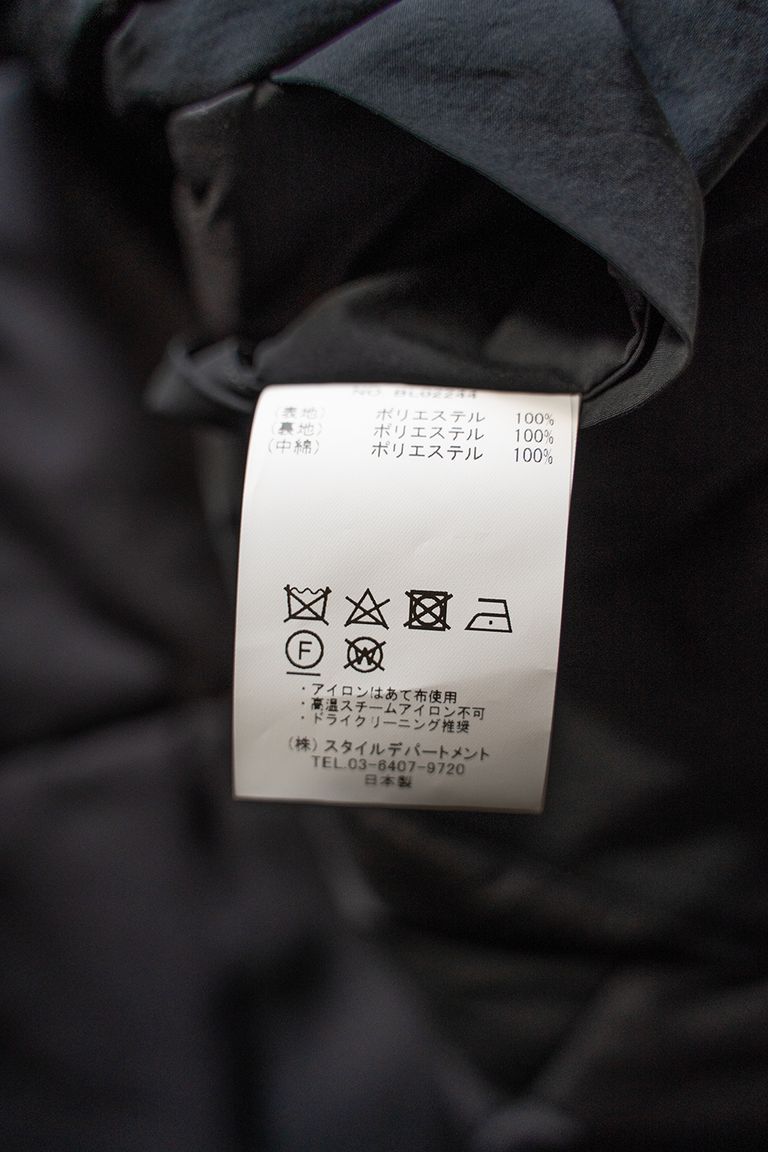 NO. BL02244
(表地) ポリエステル 100%
(裏地) ポリエステル 100%
(中綿) ポリエステル 100%
F W
・アイロンはあて布使用
・高温スチームアイロン不可
・ドライクリーニング推奨
(株) スタイルデパートメント
TEL.03-6407-9720
日本製